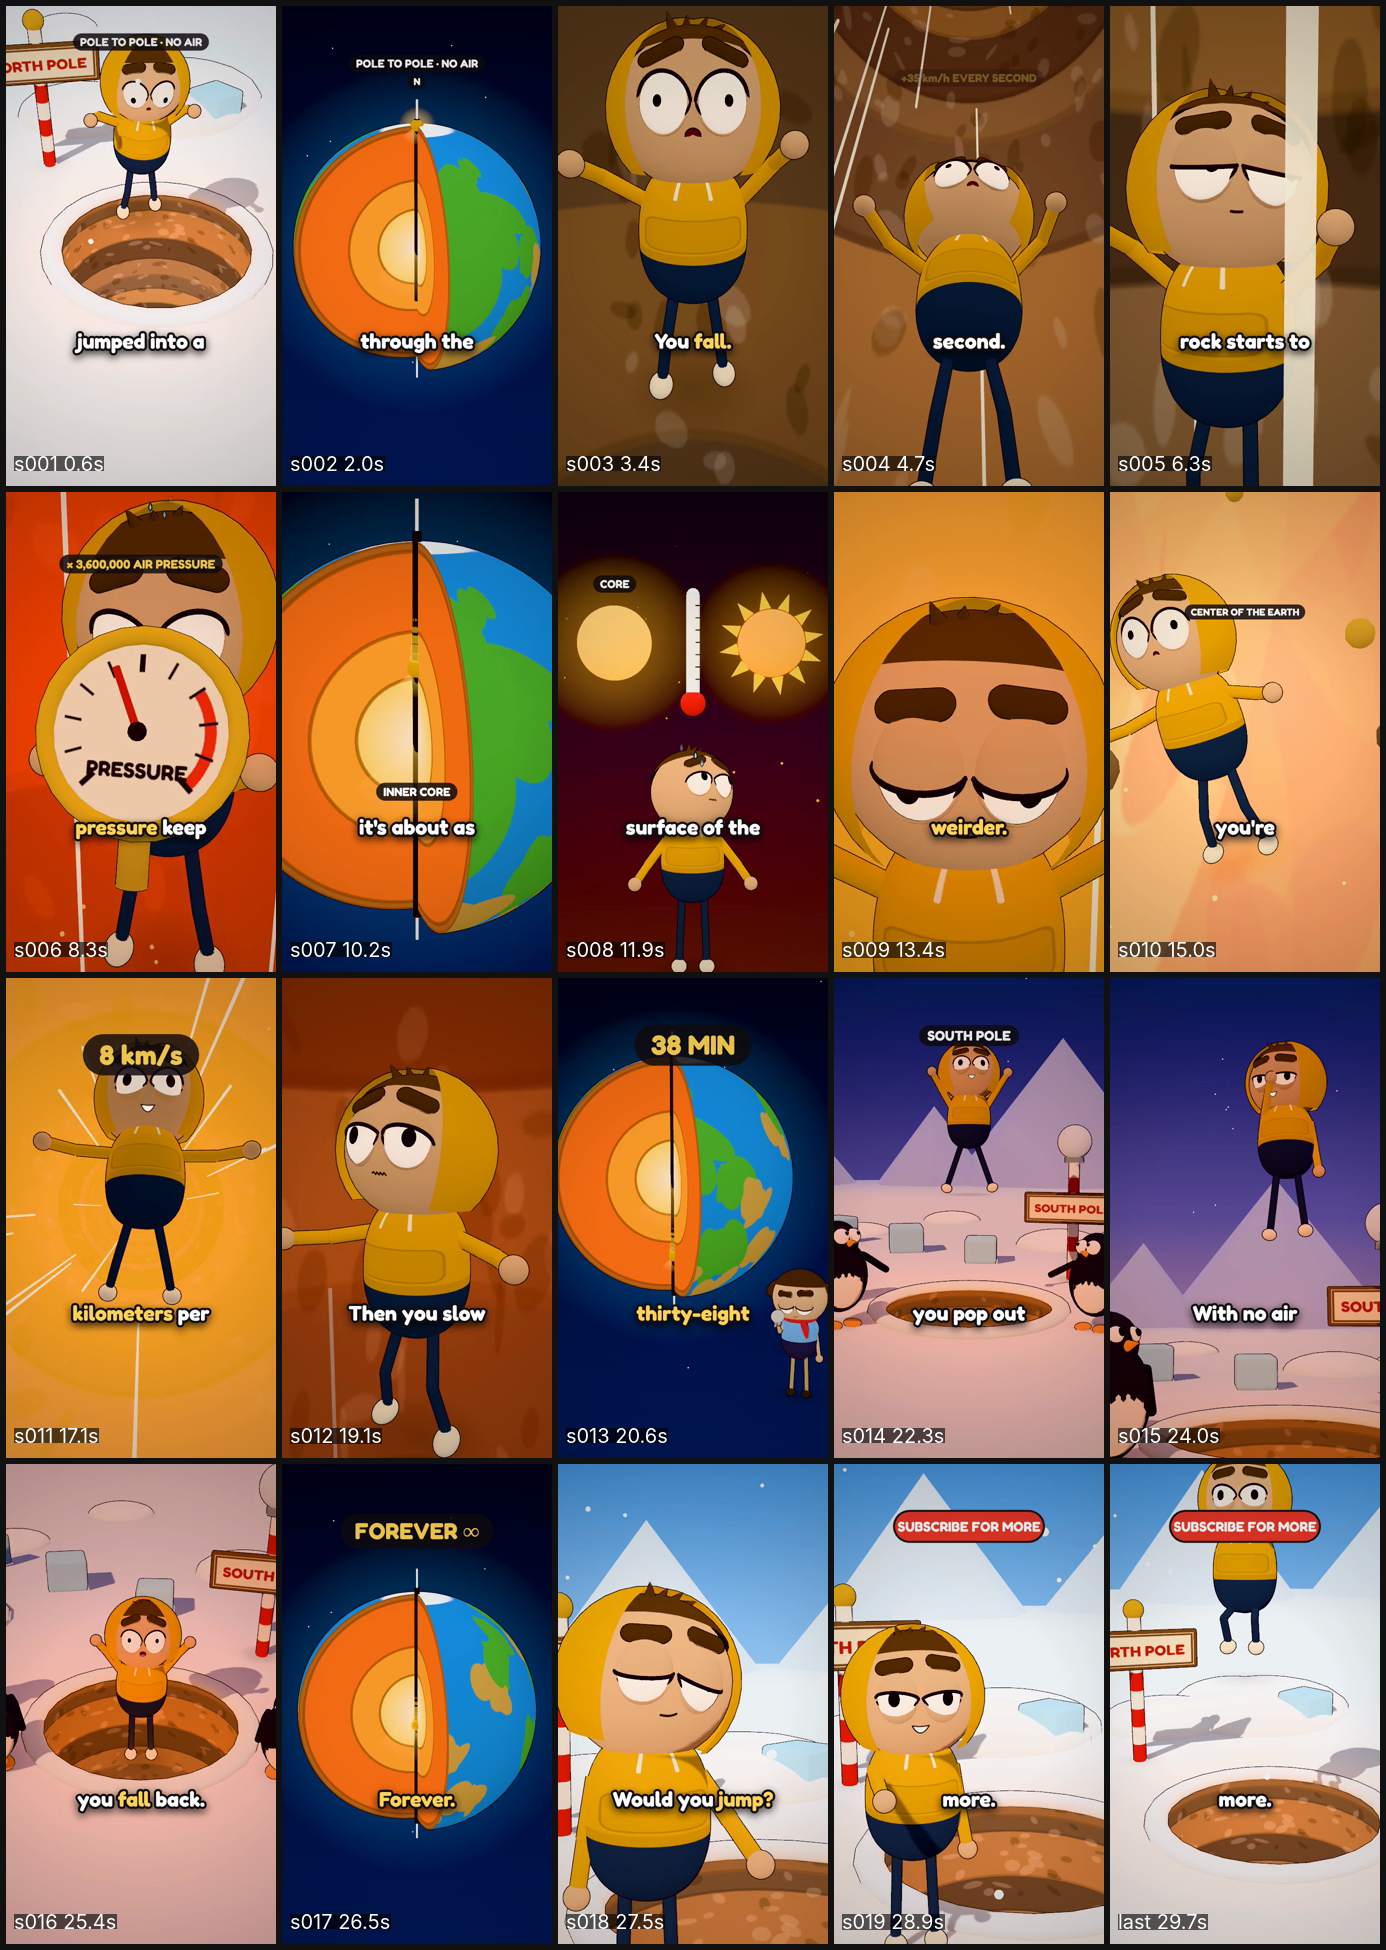 POLE TO POLE · NO AIR
ORTH POLE
jumped into a
s001 0.6s
POLE TO POLE · NO AIR
N
through the
s002 2.0s
You fall.
s003 3.4s
+35 km/h EVERY SECOND
second.
s004 4.7s
rock starts to
s005 6.3s
× 3,600,000 AIR PRESSURE
PRESSURE
pressure keep
s006 8.3s
INNER CORE
it's about as
s007 10.2s
CORE
surface of the
s008 11.9s
weirder.
s009 13.4s
CENTER OF THE EARTH
you're
s010 15.0s
8 km/s
kilometers per
s011 17.1s
Then you slow
s012 19.1s
38 MIN
thirty-eight
s013 20.6s
SOUTH POLE
SOUTH POL
you pop out
s014 22.3s
With no air
SOUT
s015 24.0s
SOUTH
you fall back.
s016 25.4s
FOREVER ∞
Forever.
s017 26.5s
Would you jump?
s018 27.5s
SUBSCRIBE FOR MORE
TH P
more.
s019 28.9s
SUBSCRIBE FOR MORE
RTH POLE
more.
last 29.7s